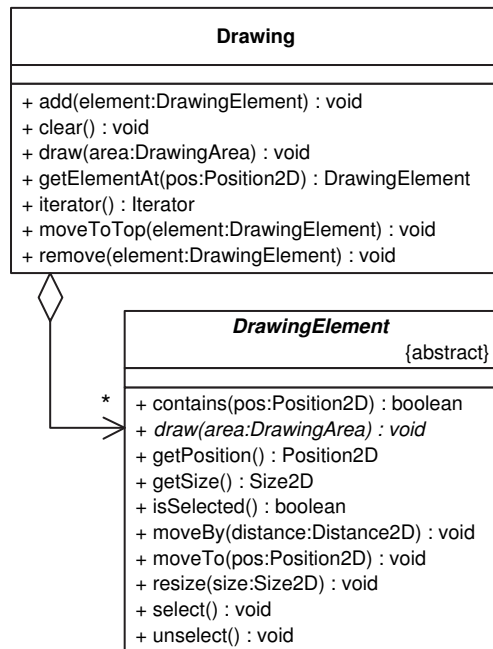 Drawing
+ add(element:DrawingElement) : void
+ clear() : void
+ draw(area:DrawingArea) : void
+ getElementAt(pos:Position2D) : DrawingElement
+ iterator() : Iterator
+ moveToTop(element:DrawingElement) : void
+ remove(element:DrawingElement) : void
DrawingElement
{abstract}
*
+ contains(pos:Position2D) : boolean
+ draw(area:DrawingArea) : void
+ getPosition() : Position2D
+ getSize() : Size2D
+ isSelected() : boolean
+ moveBy(distance:Distance2D) : void
+ moveTo(pos:Position2D) : void
+ resize(size:Size2D) : void
+ select() : void
+ unselect() : void